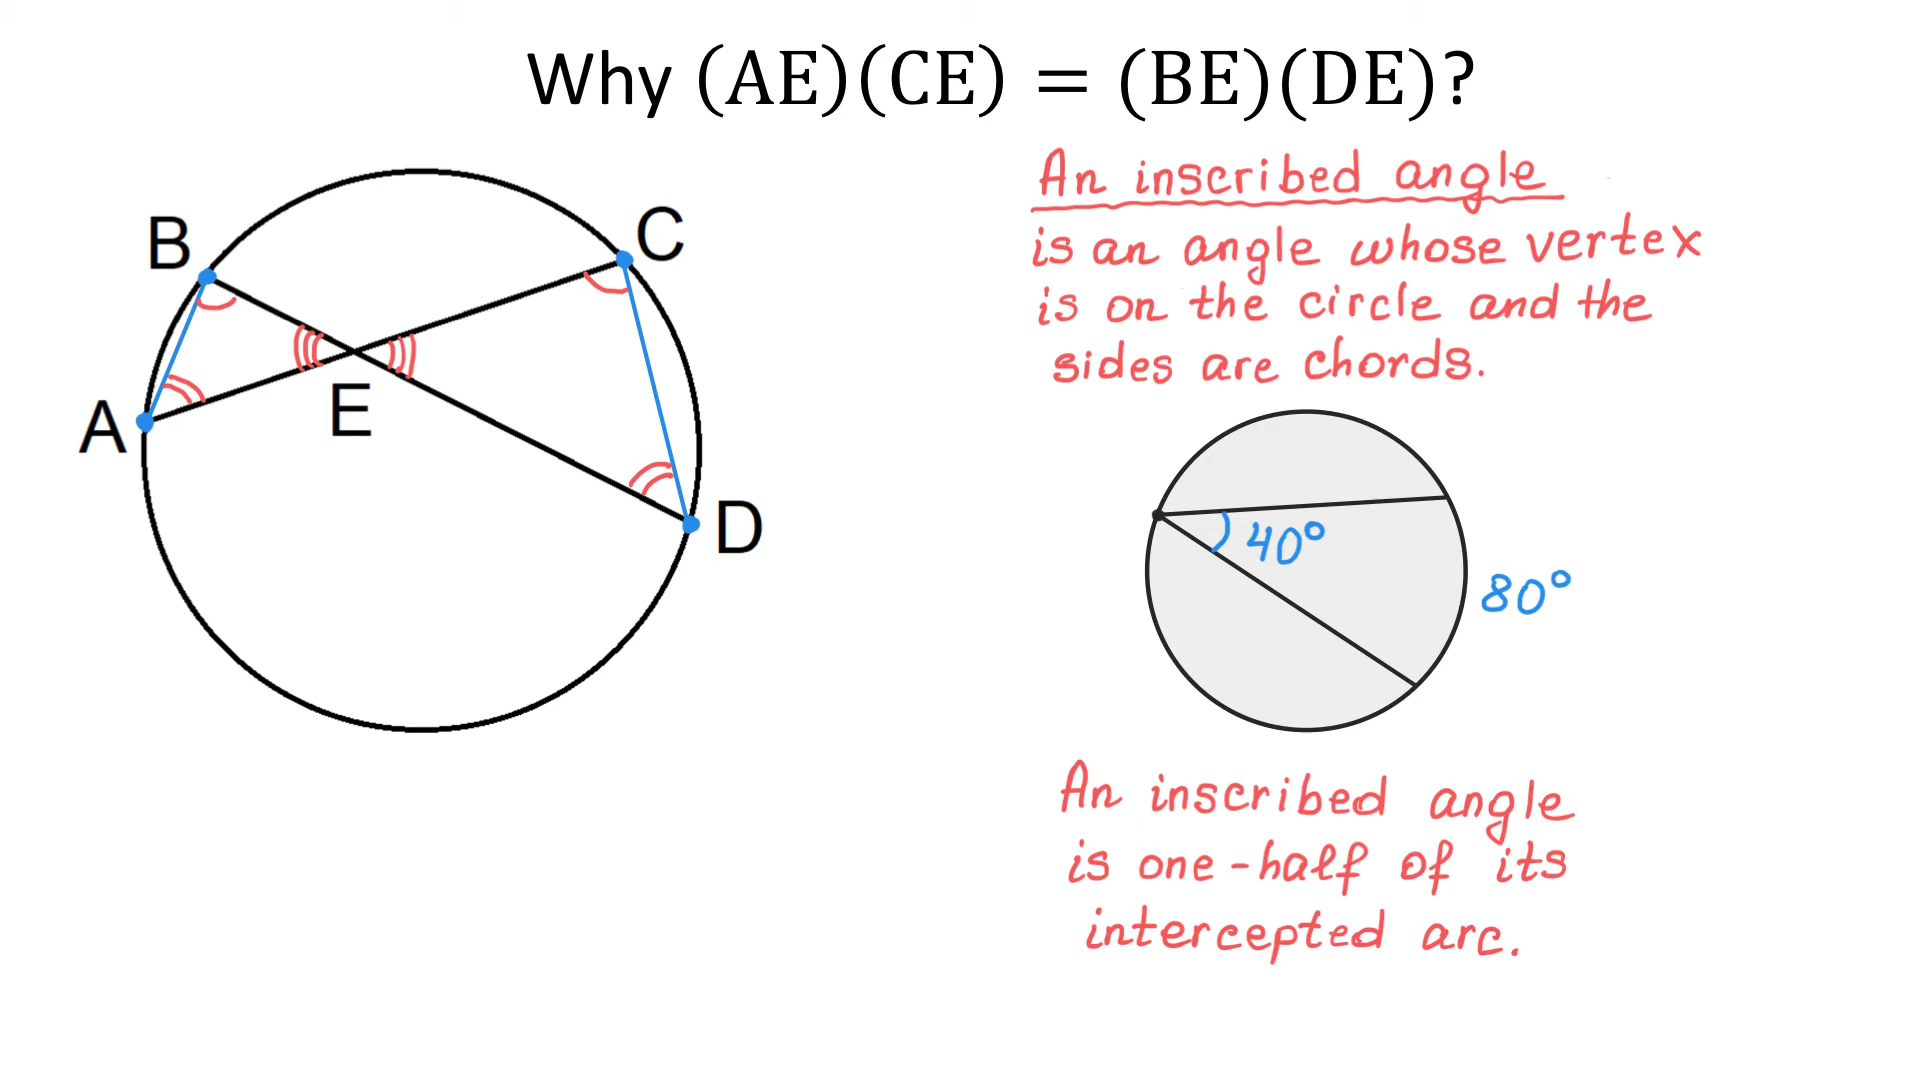 Why (AE)(CE) = (BE)(DE)?
B
C
A
E
D
An inscribed angle
is an angle whose vertex
is on the circle and the
sides are chords.
40°
80°
An inscribed angle
is one-half of its
intercepted arc.